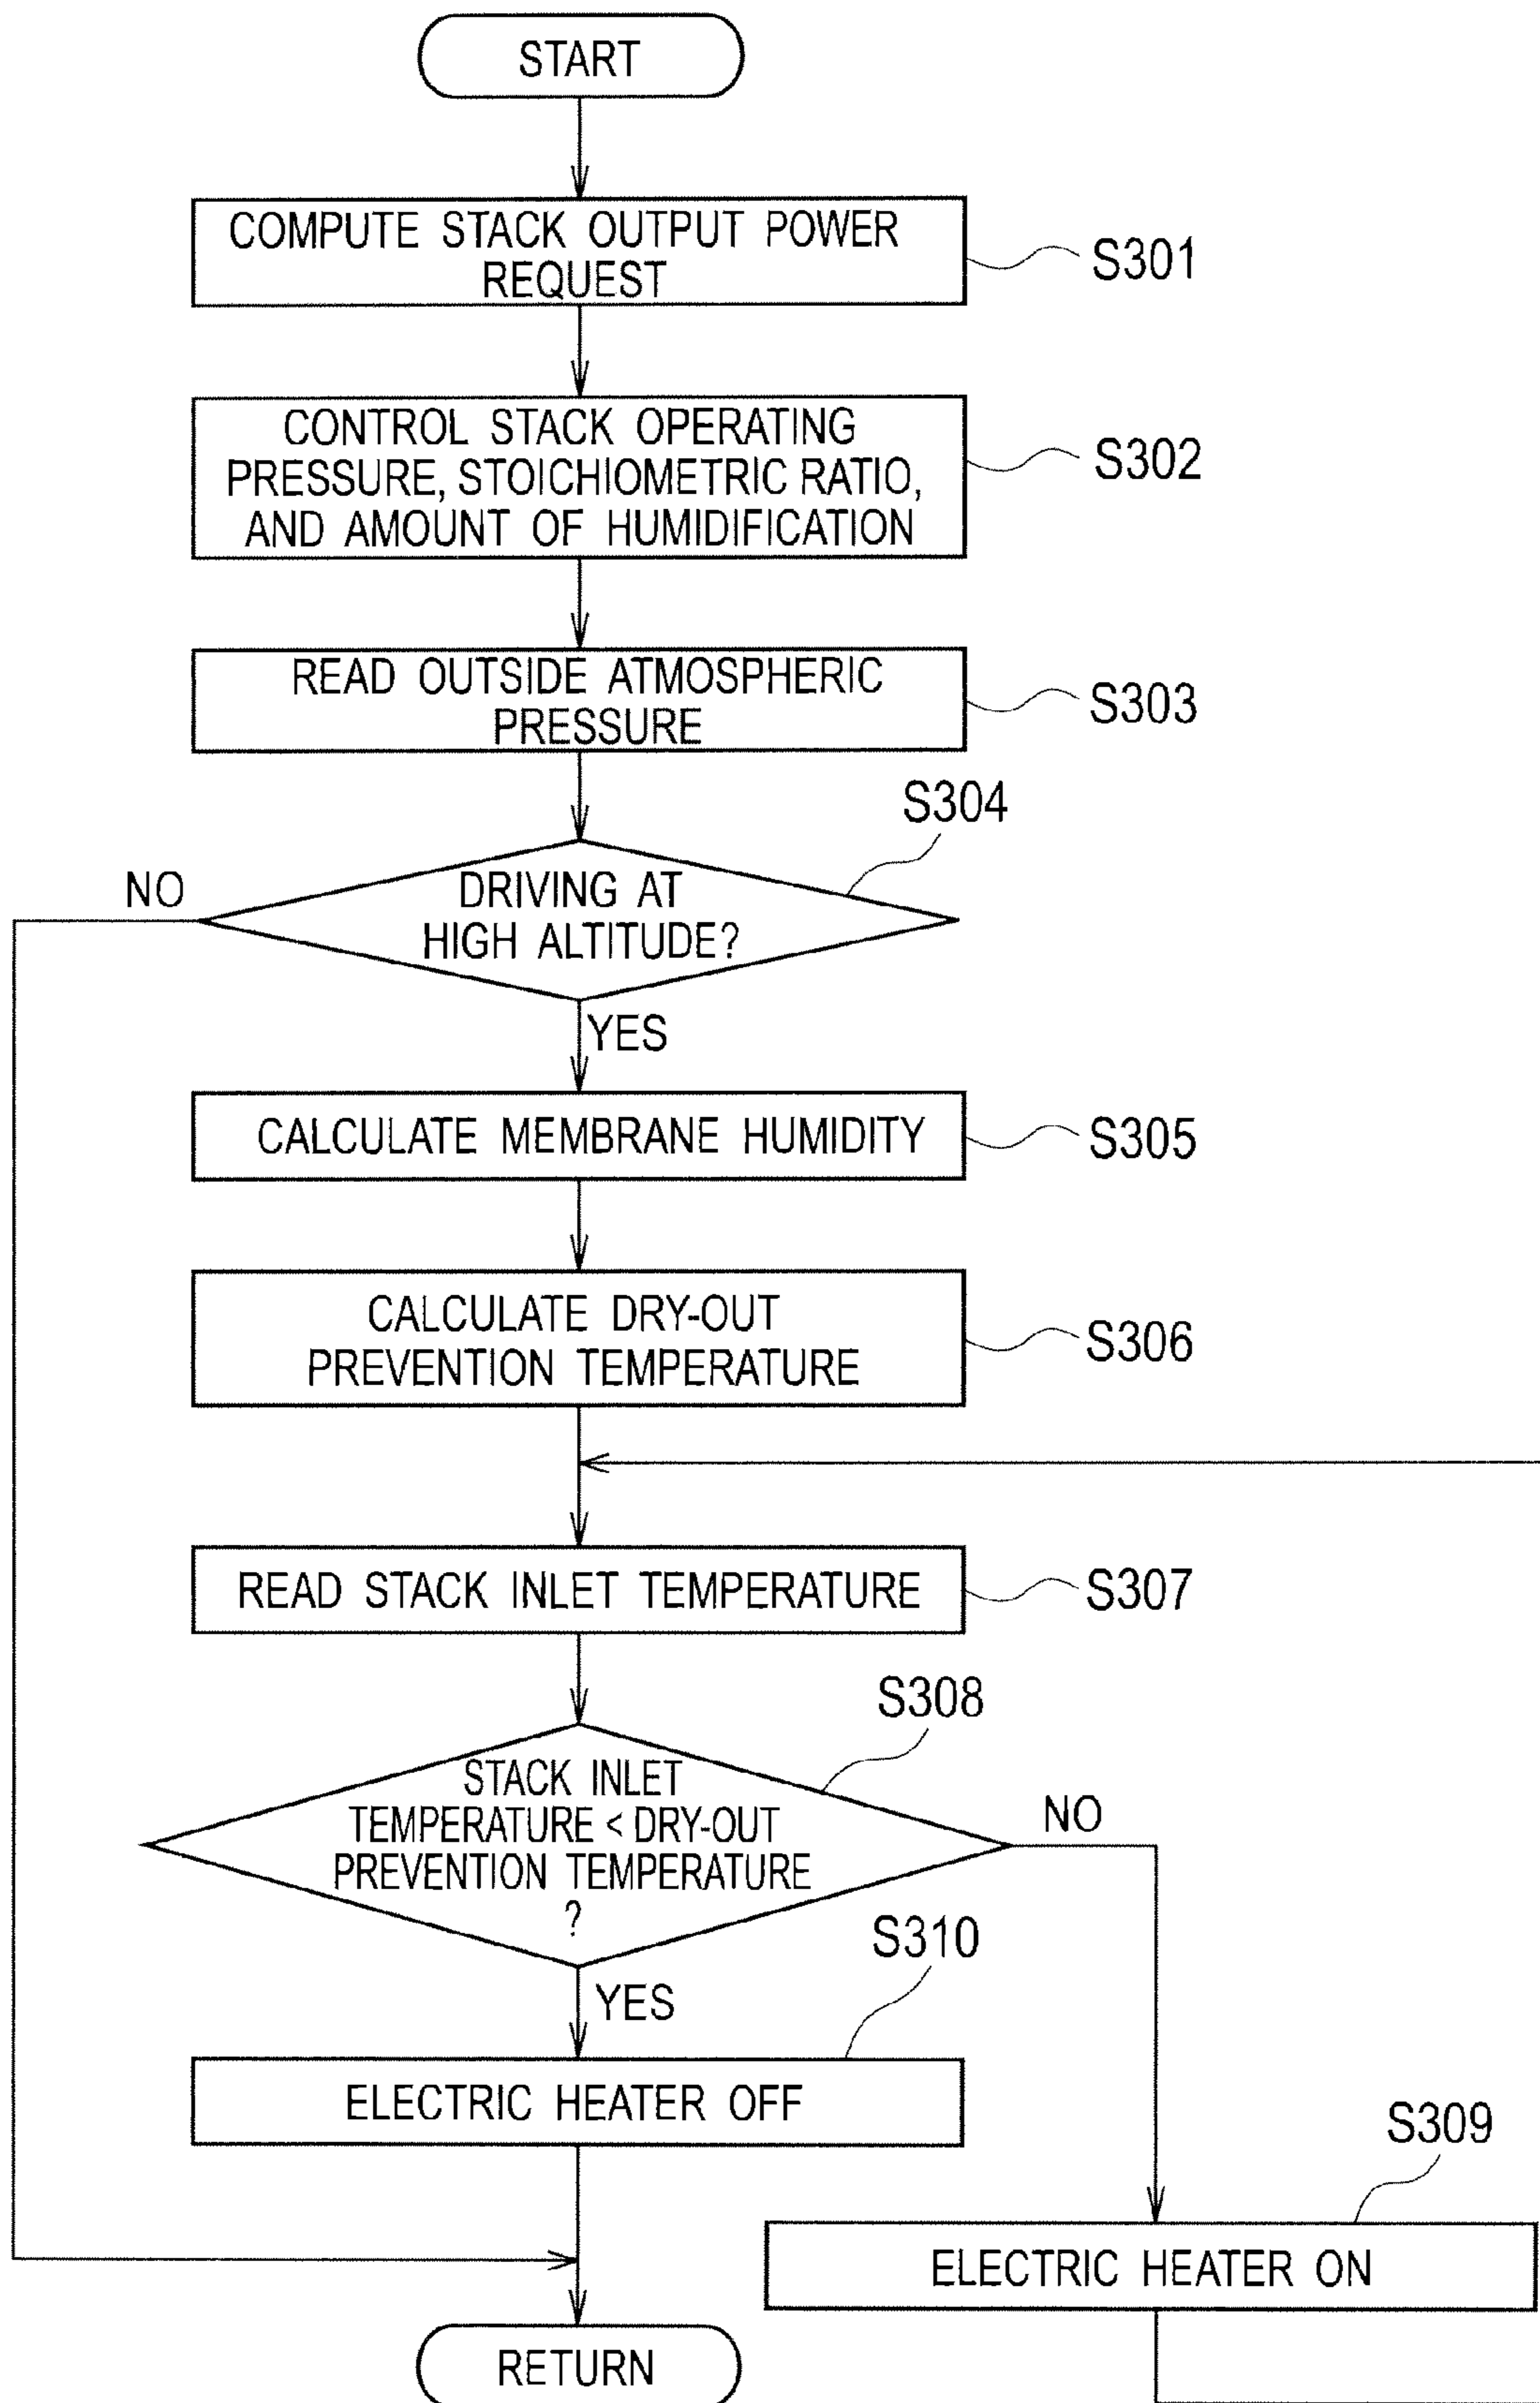 START
COMPUTE STACK OUTPUT POWER
REQUEST
S301
CONTROL STACK OPERATING
PRESSURE, STOICHIOMETRIC RATIO,
AND AMOUNT OF HUMIDIFICATION
S302
READ OUTSIDE ATMOSPHERIC
PRESSURE
S303
S304
NO
DRIVING AT
HIGH ALTITUDE?
YES
CALCULATE MEMBRANE HUMIDITY
S305
CALCULATE DRY-OUT
PREVENTION TEMPERATURE
S306
READ STACK INLET TEMPERATURE
S307
S308
STACK INLET
TEMPERATURE < DRY-OUT
PREVENTION TEMPERATURE
?
NO
YES
S310
ELECTRIC HEATER OFF
S309
ELECTRIC HEATER ON
RETURN